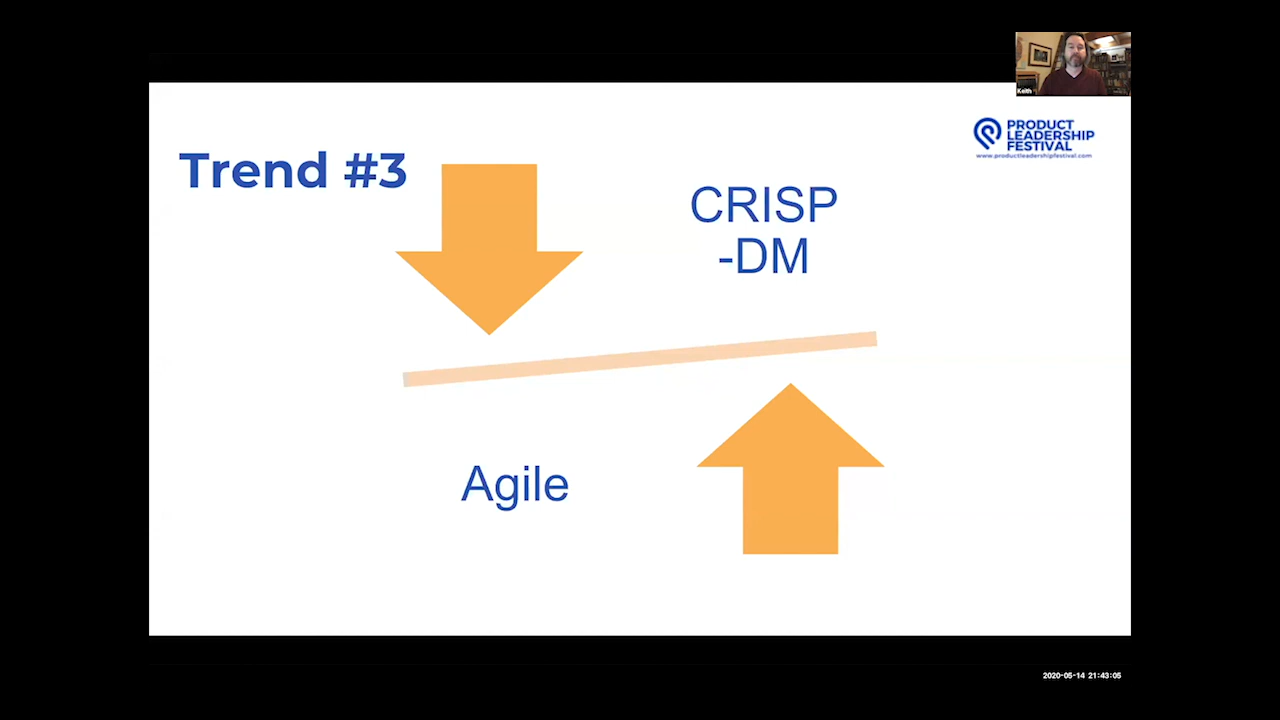 Keith
PRODUCT
LEADERSHIP
FESTIVAL
www.productleadershipfestival.com
Trend #3
CRISP
-DM
Agile
2020-05-14 21:43:05